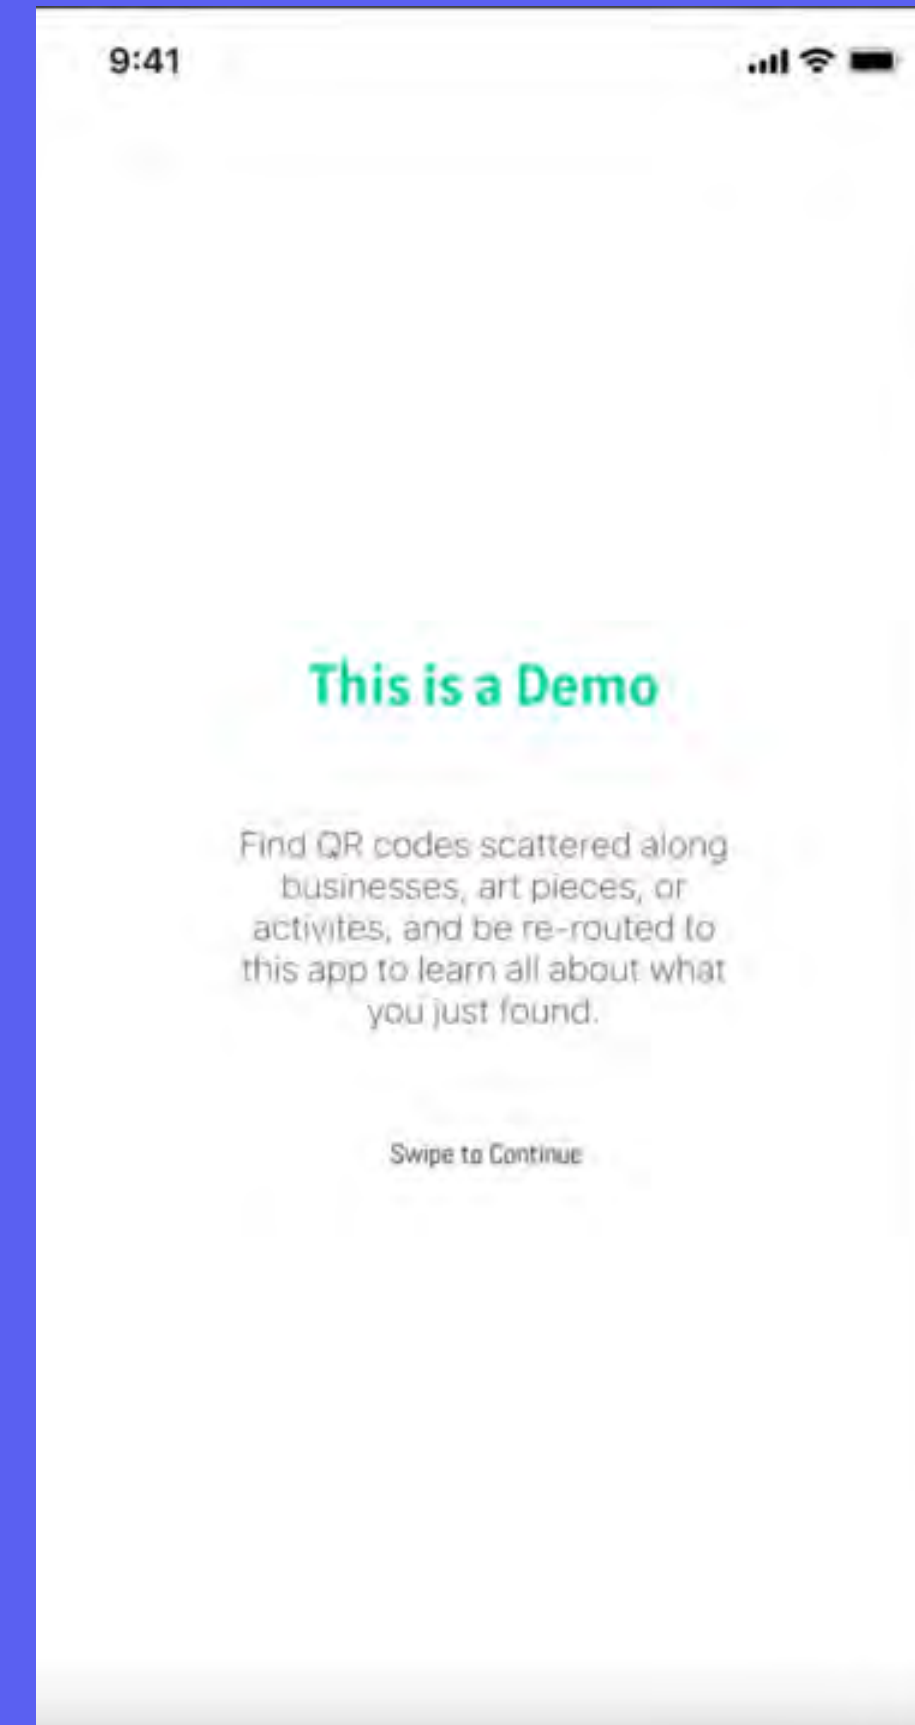 9:41
This is a Demo
Find QR codes scattered along
businesses, art pieces, or
activites, and be re-routed to
this app to learn all about what
you just found.
Swipe to Continue